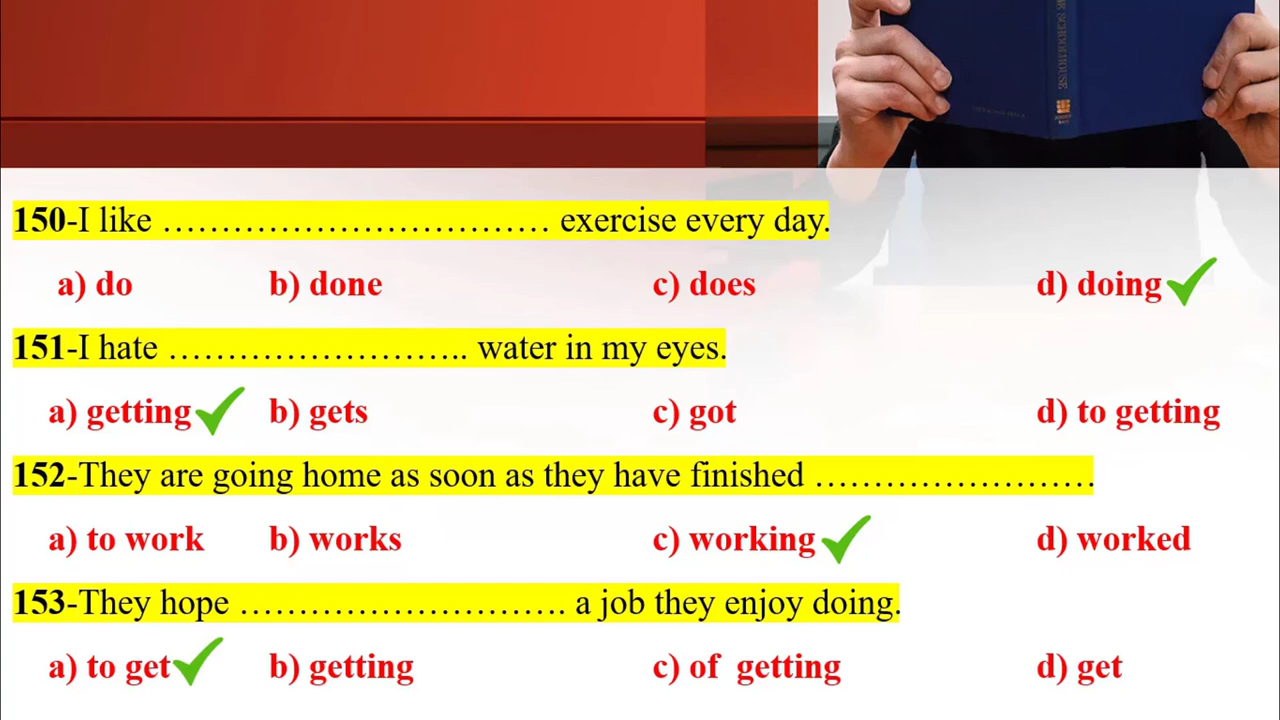 SCHOOLHOUSE
150-I like …………………………… exercise every day.
a) do b) done c) does d) doing
151-I hate …………………….. water in my eyes.
a) getting b) gets c) got d) to getting
152-They are going home as soon as they have finished ……………………
a) to work b) works c) working d) worked
153-They hope ………………………. a job they enjoy doing.
a) to get b) getting c) of getting d) get